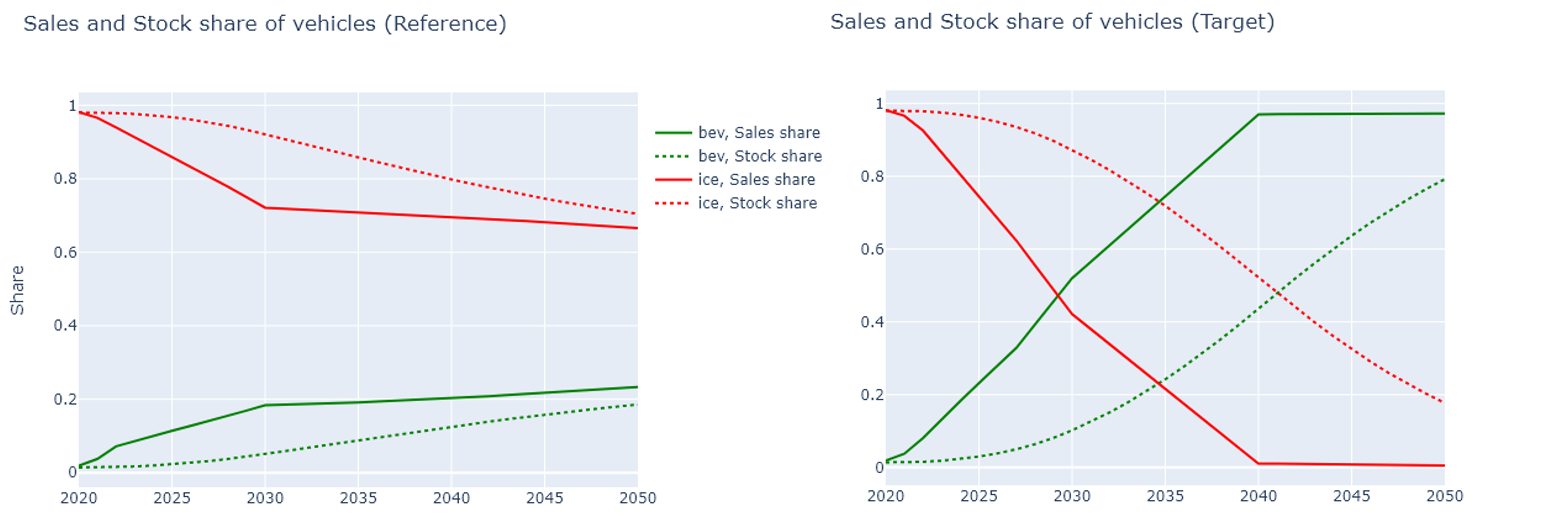 Sales and Stock share of vehicles (Reference)
Share
1
0.8
0.6
0.4
0.2
0
2020 2025 2030 2035 2040 2045 2050
bev, Sales share
bev, Stock share
ice, Sales share
ice, Stock share
Sales and Stock share of vehicles (Target)
1
0.8
0.6
0.4
0.2
0
2020 2025 2030 2035 2040 2045 2050